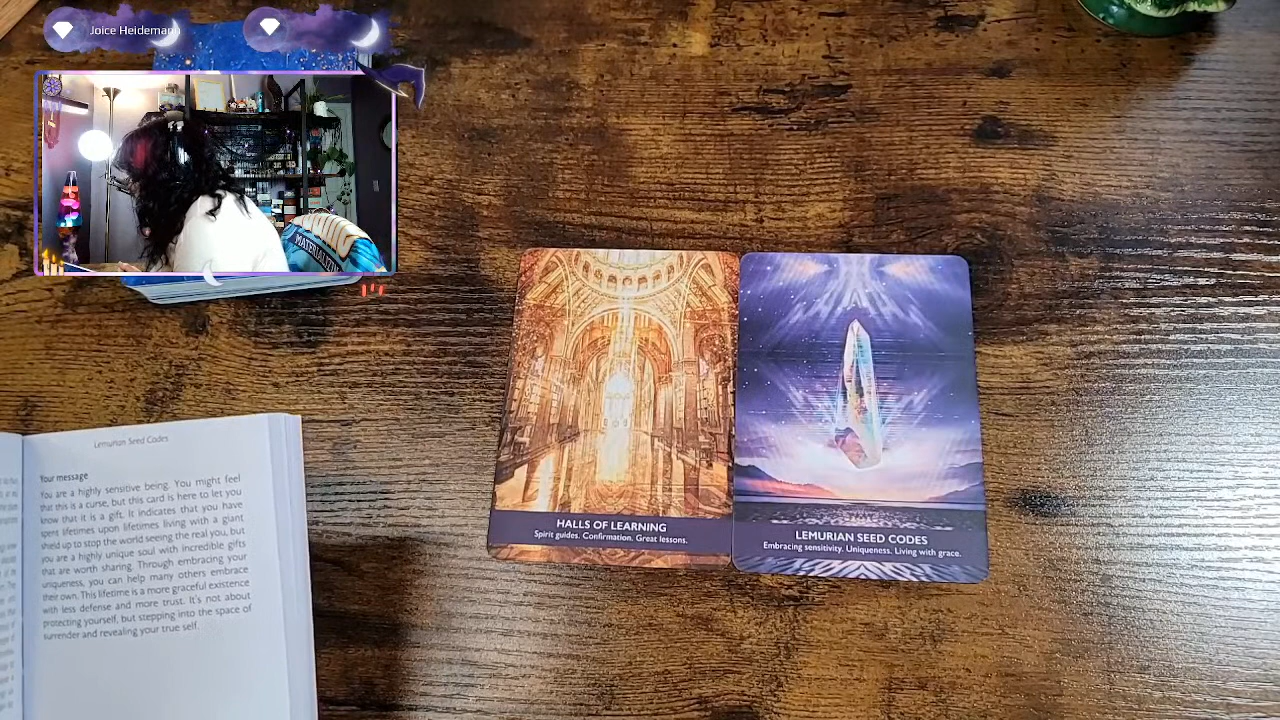 Joice Heidemann
MATERIAL
HALLS OF LEARNING
Spirit guides. Confirmation. Great lessons.
LEMURIAN SEED CODES
Embracing sensitivity. Uniqueness. Living with grace.
Lemurian Seed Codes
Your message
You are a highly sensitive being. You might feel
that this is a curse, but this card is here to let you
know that it is a gift. It indicates that you have
spent lifetimes upon lifetimes living with a giant
shield up to stop the world seeing the real you, but
you are a highly unique soul with incredible gifts
that are worth sharing. Through embracing your
uniqueness, you can help many others embrace
their own. This lifetime is a more graceful existence
with less defense and more trust. It's not about
protecting yourself, but stepping into the space of
surrender and revealing your true self.